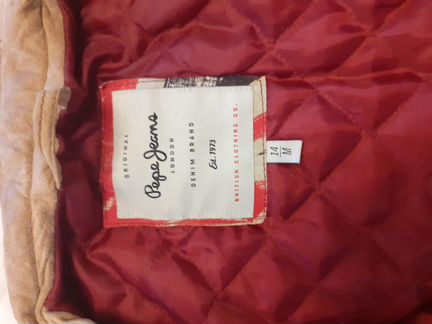 ORIGINAL
Pepe Jeans
LONDON
DENIM BRAND
Est. 1973
BRITISH CLOTHING CO.
14
M